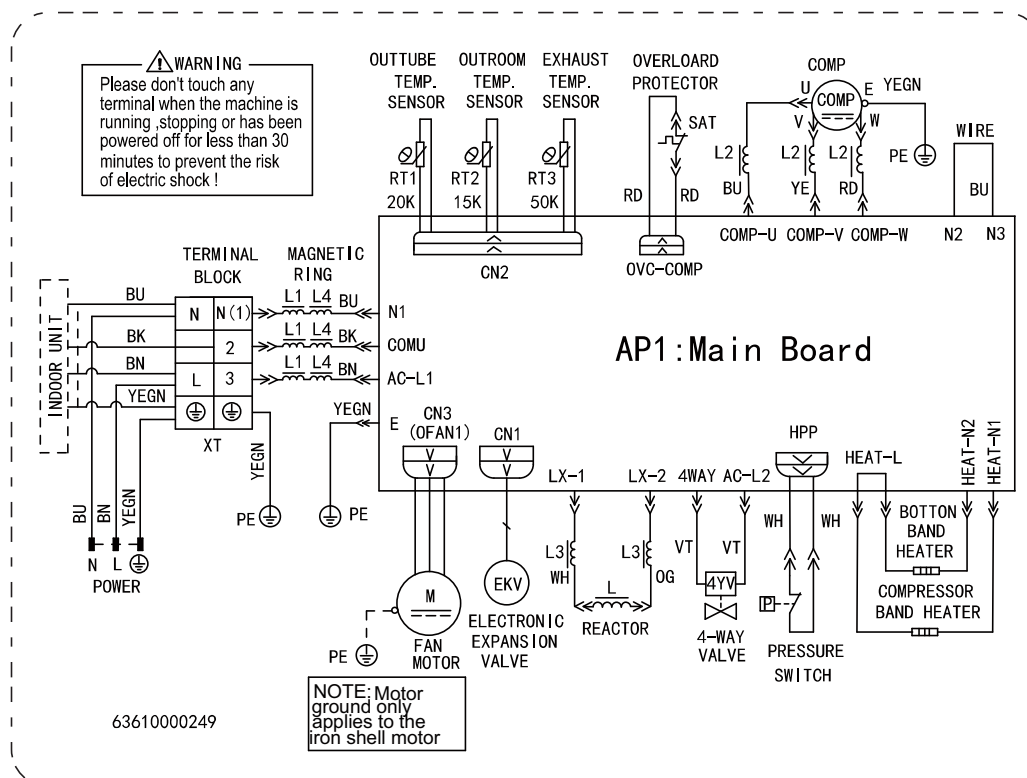 WARNING
Please don't touch any
terminal when the machine is
running ,stopping or has been
powered off for less than 30
minutes to prevent the risk
of electric shock !
OUTTUBE
TEMP.
SENSOR
OUTROOM
TEMP.
SENSOR
EXHAUST
TEMP.
SENSOR
OVERLOARD
PROTECTOR
COMP
RT1
20K
RT2
15K
RT3
50K
CN2
SAT
RD
RD
OVC-COMP
COMP
U
V
W
E
YEGN
PE
L2
L2
L2
BU
YE
RD
COMP-U
COMP-V
COMP-W
WIRE
BU
N2
N3
TERMINAL
BLOCK
MAGNETIC
RING
INDOOR UNIT
BU
BK
BN
YEGN
N
N(1)
2
L
3
XT
L1
L4
BU
N1
L1
L4
BK
COMU
L1
L4
BN
AC-L1
YEGN
E
AP1:Main Board
YEGN
PE
PE
BU
BN
YEGN
N
L
POWER
CN3
(OFAN1)
CN1
LX-1
LX-2
4WAY
AC-L2
HPP
HEAT-L
HEAT-N2
HEAT-N1
M
PE
FAN
MOTOR
EKV
ELECTRONIC
EXPANSION
VALVE
L3
WH
L3
OG
L
REACTOR
VT
VT
4YV
4-WAY
VALVE
WH
WH
P
PRESSURE
SWITCH
BOTTON
BAND
HEATER
COMPRESSOR
BAND HEATER
NOTE: Motor
ground only
applies to the
iron shell motor
63610000249